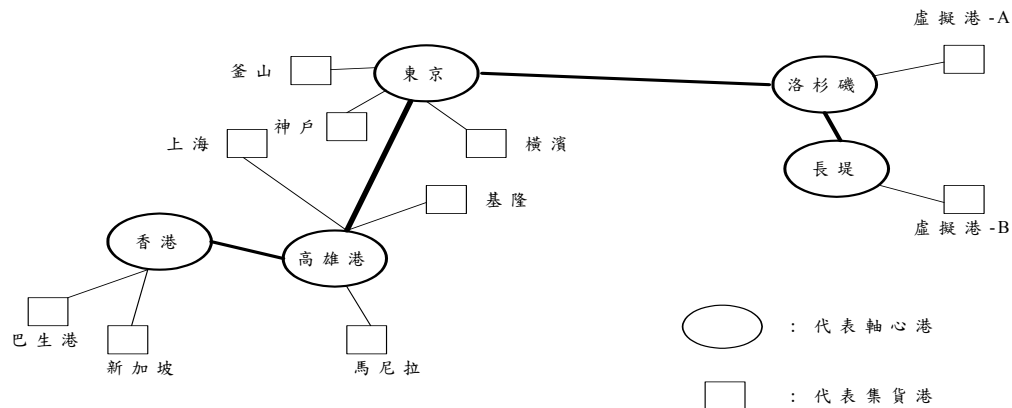 虛擬港-A
釜山
東京
洛杉磯
神戶
橫濱
上海
長堤
基隆
虛擬港-B
香港
高雄港
巴生港
新加坡
馬尼拉
：代表軸心港
：代表集貨港